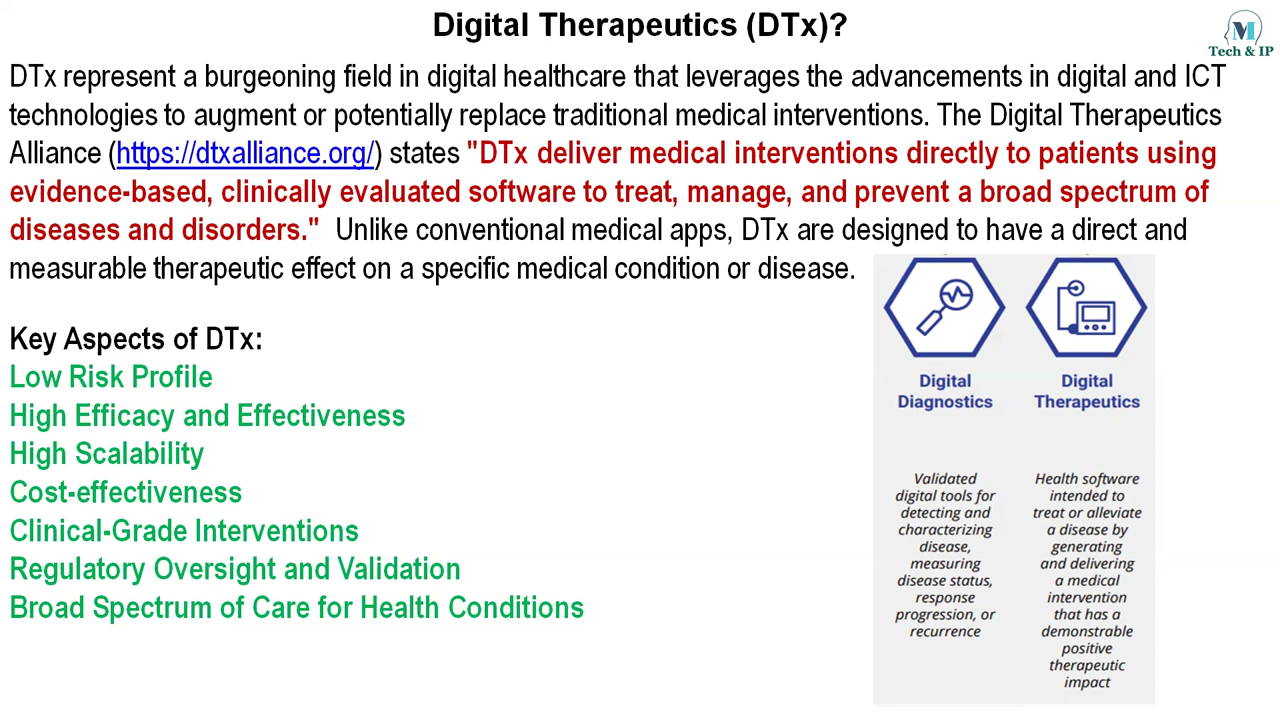 Digital Therapeutics (DTx)?
M
Tech & IP
DTx represent a burgeoning field in digital healthcare that leverages the advancements in digital and ICT
technologies to augment or potentially replace traditional medical interventions. The Digital Therapeutics
Alliance (https://dtxalliance.org/) states "DTx deliver medical interventions directly to patients using
evidence-based, clinically evaluated software to treat, manage, and prevent a broad spectrum of
diseases and disorders." Unlike conventional medical apps, DTx are designed to have a direct and
measurable therapeutic effect on a specific medical condition or disease.
Key Aspects of DTx:
Low Risk Profile
High Efficacy and Effectiveness
High Scalability
Cost-effectiveness
Clinical-Grade Interventions
Regulatory Oversight and Validation
Broad Spectrum of Care for Health Conditions
Digital
Diagnostics
Validated
digital tools for
detecting and
characterizing
disease,
measuring
disease status,
response
progression, or
recurrence
Digital
Therapeutics
Health software
intended to
treat or alleviate
a disease by
generating
and delivering
a medical
intervention
that has a
demonstrable
positive
therapeutic
impact